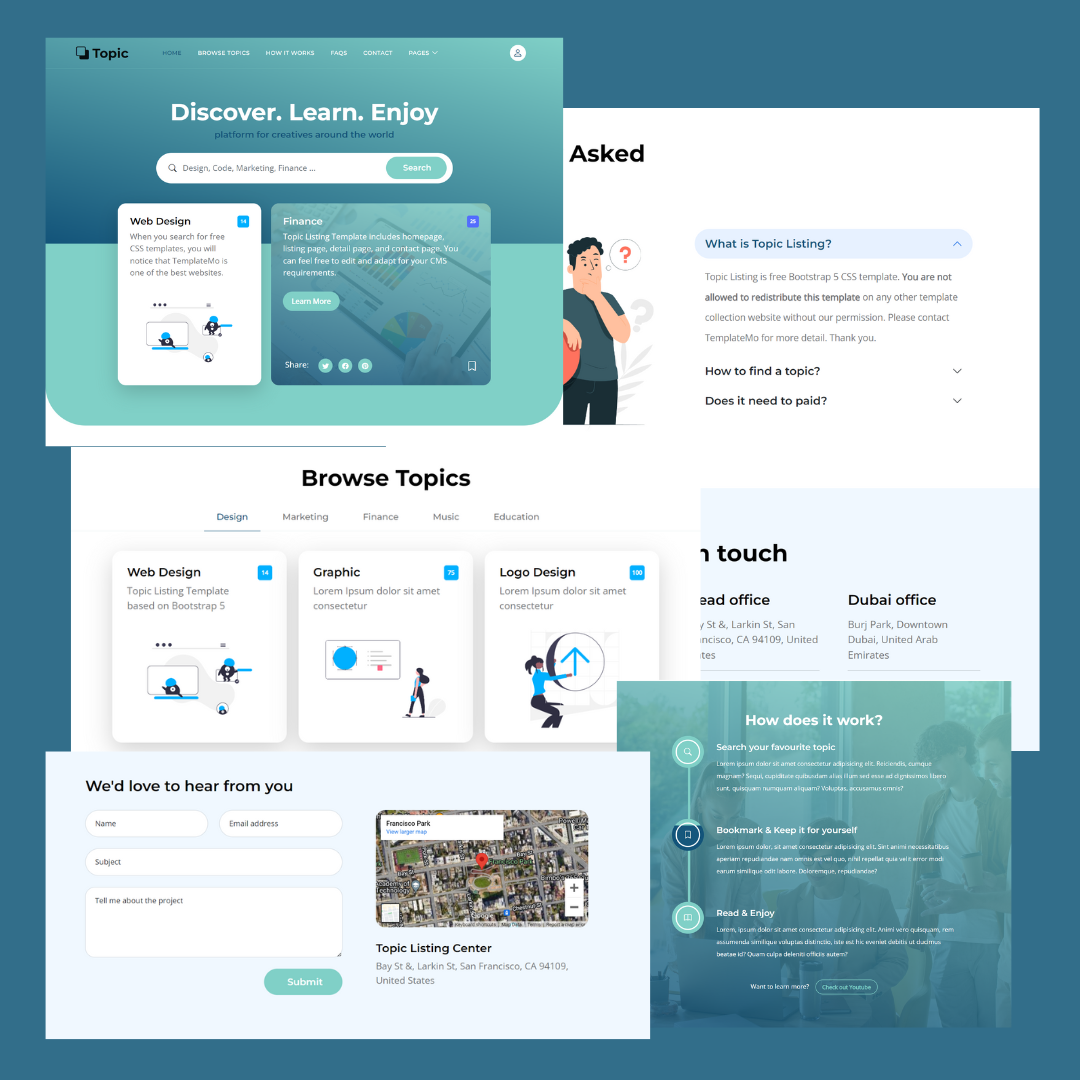 Topic
HOME
BROWSE TOPICS
HOW IT WORKS
FAQS
CONTACT
PAGES
Discover. Learn. Enjoy
platform for creatives around the world
Design, Code, Marketing, Finance ...
Search
Web Design
14
When you search for free
CSS templates, you will
notice that TemplateMo is
one of the best websites.
Finance
25
Topic Listing Template includes homepage,
listing page, detail page, and contact page. You
can feel free to edit and adapt for your CMS
requirements.
Learn More
Share:
Asked
?
?
What is Topic Listing?
Topic Listing is free Bootstrap 5 CSS template. You are not
allowed to redistribute this template on any other template
collection website without our permission. Please contact
TemplateMo for more detail. Thank you.
How to find a topic?
Does it need to paid?
Browse Topics
Design
Marketing
Finance
Music
Education
Web Design
14
Topic Listing Template
based on Bootstrap 5
Graphic
75
Lorem Ipsum dolor sit amet
consectetur
Logo Design
100
Lorem Ipsum dolor sit amet
consectetur
n touch
ead office
y St &, Larkin St, San
ncisco, CA 94109, United
tes
Dubai office
Burj Park, Downtown
Dubai, United Arab
Emirates
We'd love to hear from you
Name
Email address
Subject
Tell me about the project
Submit
Francisco Park
View larger map
Francisco Park
Bay St
Academy of
Technology
Chestnut St
Google
Keyboard shortcuts
Map Data
Terms
Topic Listing Center
Bay St &, Larkin St, San Francisco, CA 94109,
United States
How does it work?
Search your favourite topic
Lorem ipsum dolor sit amet consectetur adipisicing elit. Reiciendis, cumque
magnam? Sequi, cupiditate quibusdam alias illum sed esse ad dignissimos libero
sunt, quisquam numquam aliquam? Voluptas, accusamus omnis?
Bookmark & Keep it for yourself
Lorem ipsum dolor, sit amet consectetur adipisicing elit. Sint animi necessitatibus
aperiam repudiandae nam omnis est vel quo, nihil repellat quia velit error modi
earum similique odit labore. Doloremque, repudiandae?
Read & Enjoy
Lorem, ipsum dolor sit amet consectetur adipisicing elit. Animi vero quisquam, rem
assumenda similique voluptas distinctio, iste est hic eveniet debitis ut ducimus
beatae id? Quam culpa deleniti officiis autem?
Want to learn more?
Check out Youtube